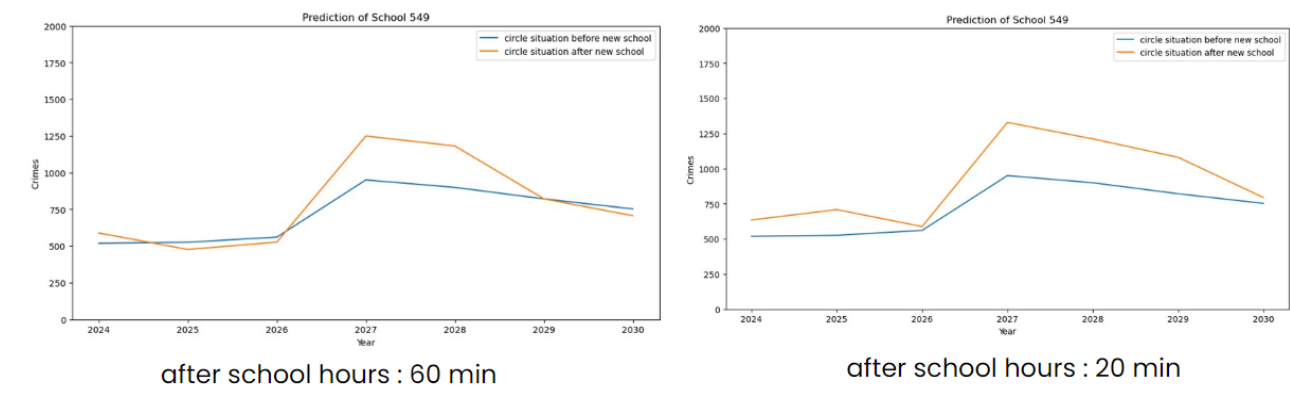 Prediction of School 549
circle situation before new school
circle situation after new school
2000
1750
1500
1250
1000
750
500
250
0
Crimes
2024 2025 2026 2027 2028 2029 2030
Year
after school hours : 60 min
Prediction of School 549
circle situation before new school
circle situation after new school
2000
1750
1500
1250
1000
750
500
250
0
Crimes
2024 2025 2026 2027 2028 2029 2030
Year
after school hours : 20 min